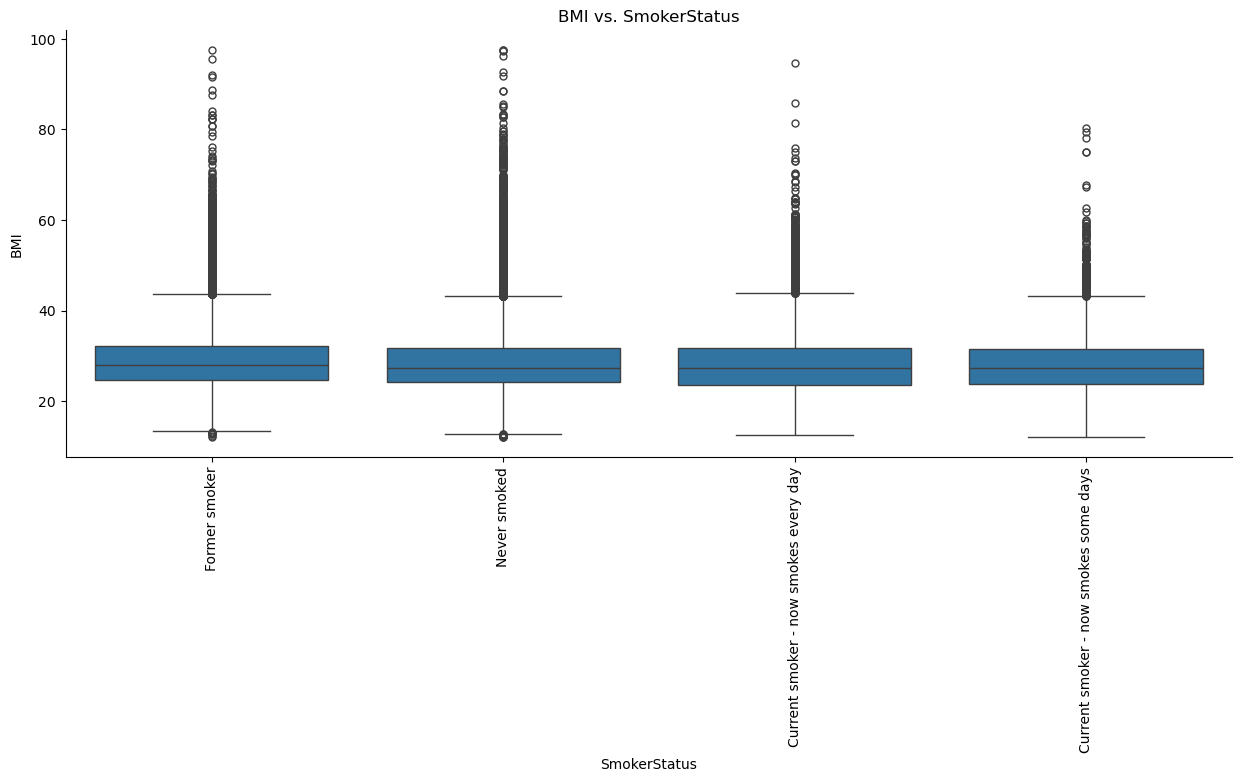 BMI vs. SmokerStatus
100
80
60
40
20
BMI
Former smoker
Never smoked
Current smoker - now smokes every day
Current smoker - now smokes some days
SmokerStatus